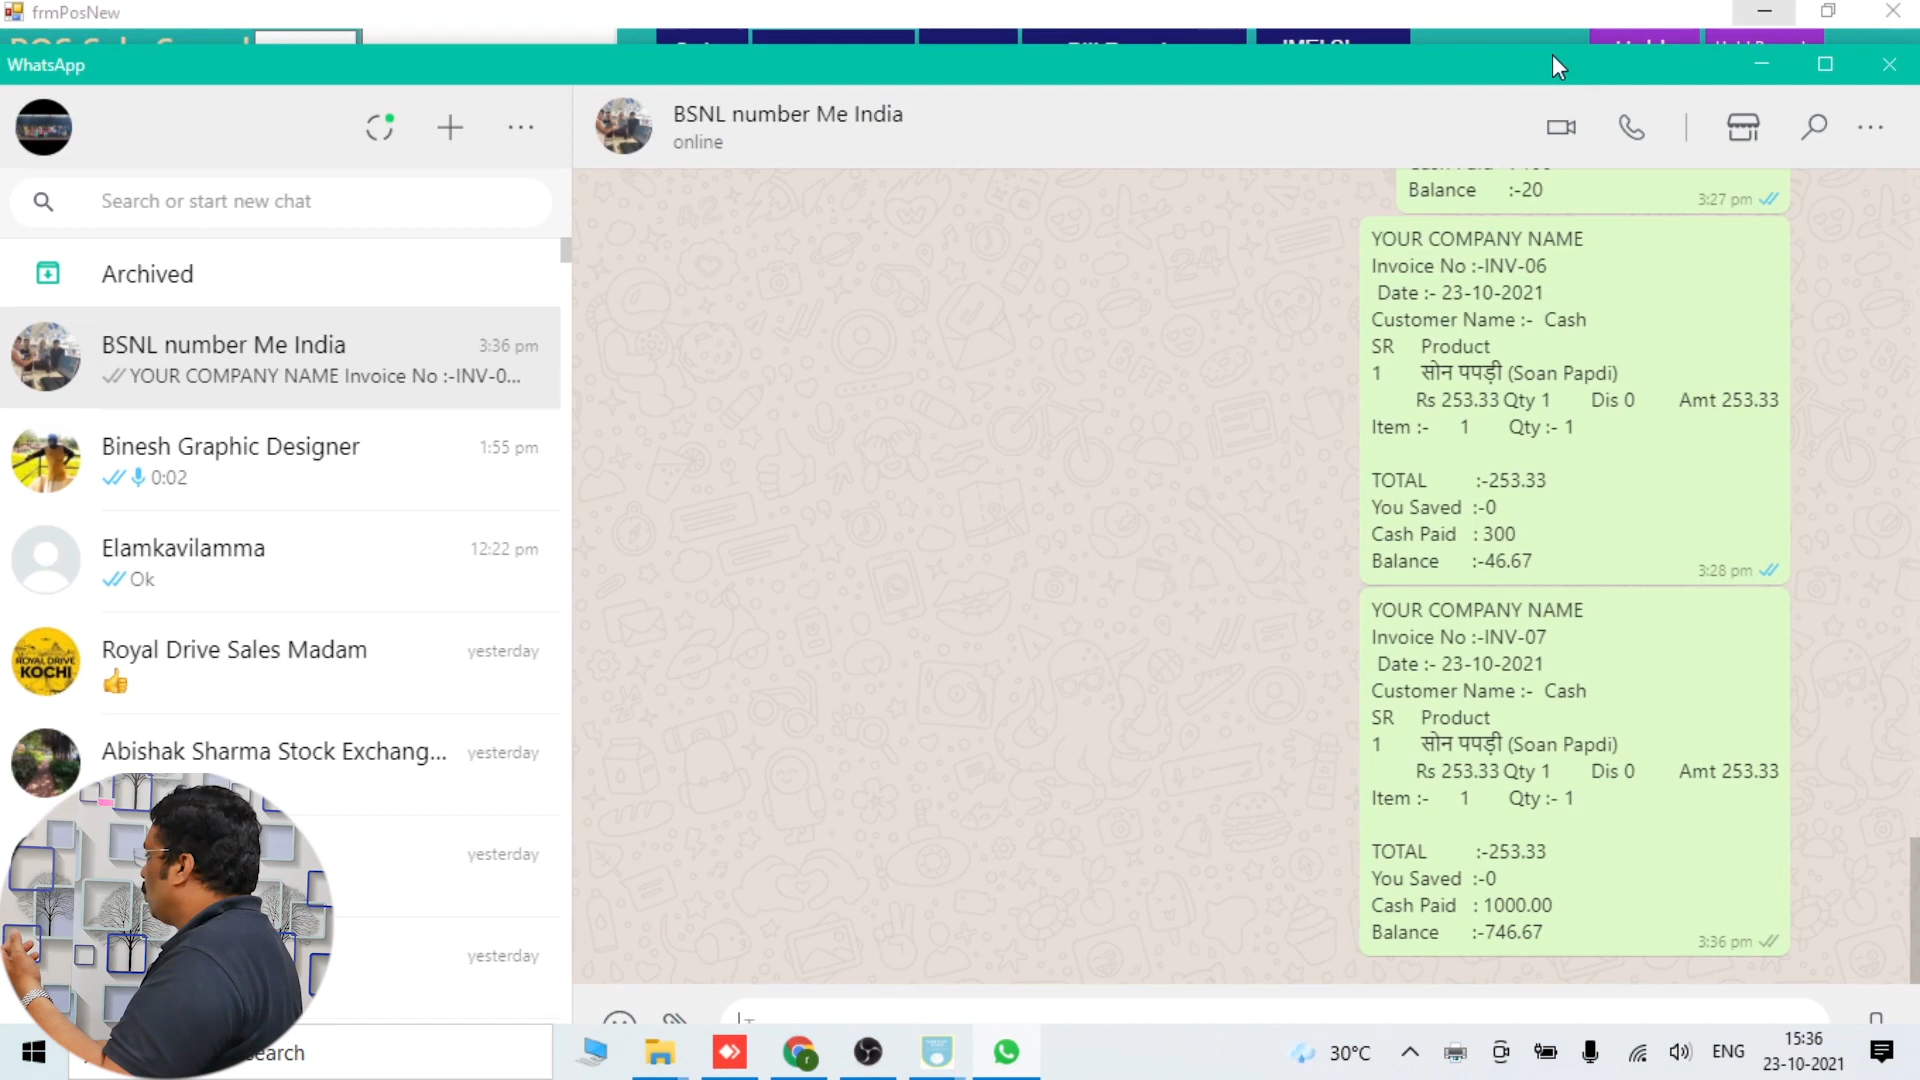 frmPosNew
WhatsApp
BSNL number Me India
online
Search or start new chat
Archived
BSNL number Me India 3:36 pm
YOUR COMPANY NAME Invoice No :-INV-0...
Binesh Graphic Designer 1:55 pm
0:02
Elamkavilamma 12:22 pm
Ok
Royal Drive Sales Madam yesterday
ROYAL DRIVE
KOCHI
Abishak Sharma Stock Exchang... yesterday
yesterday
yesterday
Balance :-20
3:27 pm
YOUR COMPANY NAME
Invoice No :-INV-06
Date :- 23-10-2021
Customer Name :- Cash
SR Product
1 सोन पपड़ी (Soan Papdi)
Rs 253.33 Qty 1 Dis 0 Amt 253.33
Item :- 1 Qty :- 1
TOTAL :-253.33
You Saved :-0
Cash Paid : 300
Balance :-46.67
3:28 pm
YOUR COMPANY NAME
Invoice No :-INV-07
Date :- 23-10-2021
Customer Name :- Cash
SR Product
1 सोन पपड़ी (Soan Papdi)
Rs 253.33 Qty 1 Dis 0 Amt 253.33
Item :- 1 Qty :- 1
TOTAL :-253.33
You Saved :-0
Cash Paid : 1000.00
Balance :-746.67
3:36 pm
30°C
ENG
15:36
23-10-2021